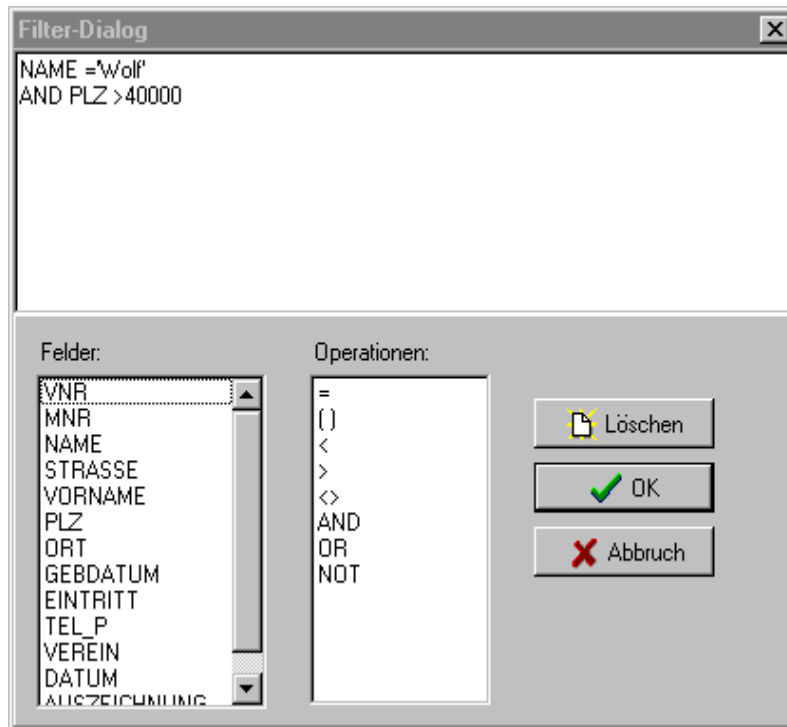 Filter-Dialog
NAME ='Wolf'
AND PLZ >40000
Felder:
VNR
MNR
NAME
STRASSE
VORNAME
PLZ
ORT
GEBDATUM
EINTRITT
TEL_P
VEREIN
DATUM
AUSZEICHNUNG
Operationen:
=
()
<
>
<>
AND
OR
NOT
Löschen
OK
Abbruch